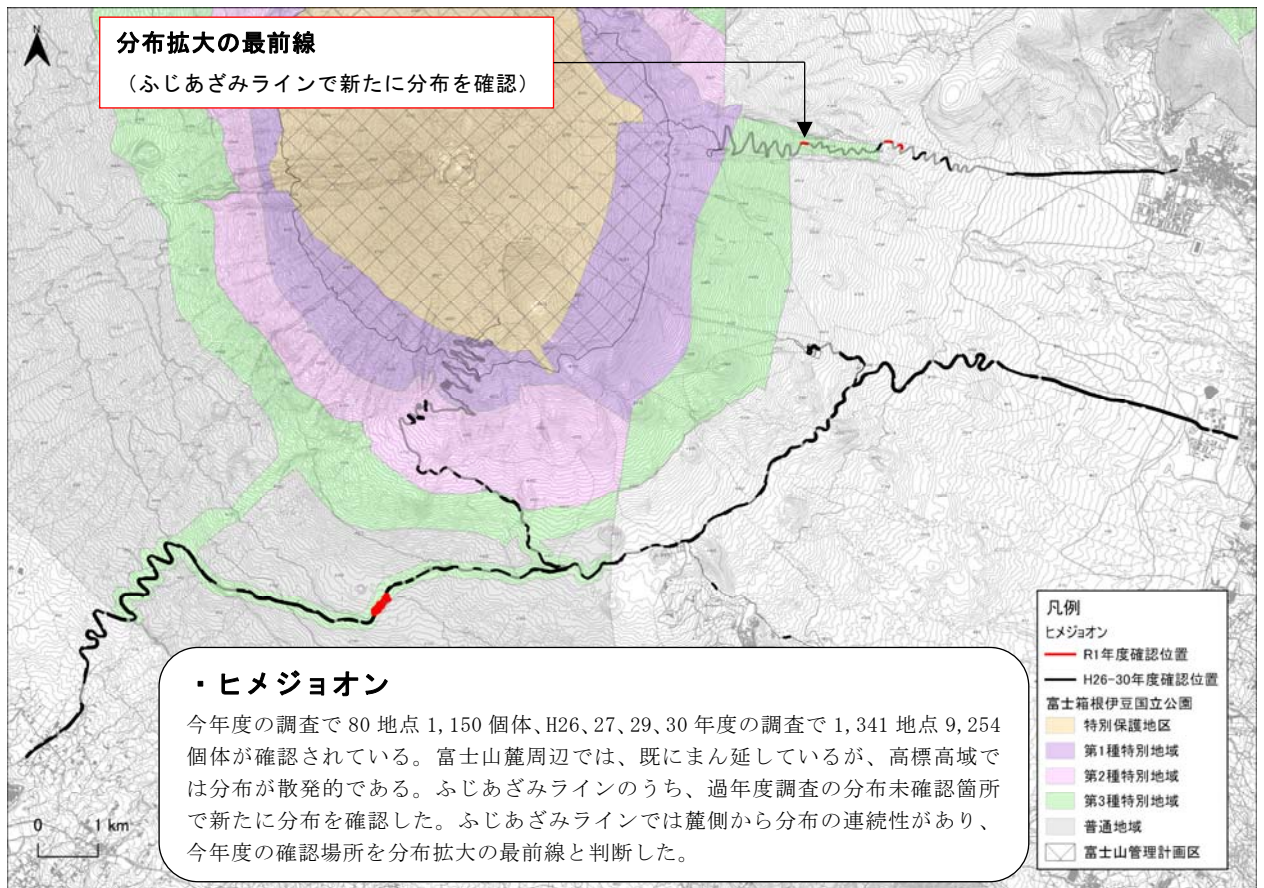 分布拡大の最前線
（ふじあざみラインで新たに分布を確認）
・ヒメジョオン
今年度の調査で 80 地点 1,150 個体、H26, 27, 29, 30 年度の調査で 1,341 地点 9,254
個体が確認されている。富士山麓周辺では、既にまん延しているが、高標高域で
は分布が散発的である。ふじあざみラインのうち、過年度調査の分布未確認箇所
で新たに分布を確認した。ふじあざみラインでは麓側から分布の連続性があり、
今年度の確認場所を分布拡大の最前線と判断した。
凡例
ヒメジョオン
R1年度確認位置
H26-30年度確認位置
富士箱根伊豆国立公園
特別保護地区
第1種特別地域
第2種特別地域
第3種特別地域
普通地域
富士山管理計画区
0 1 km